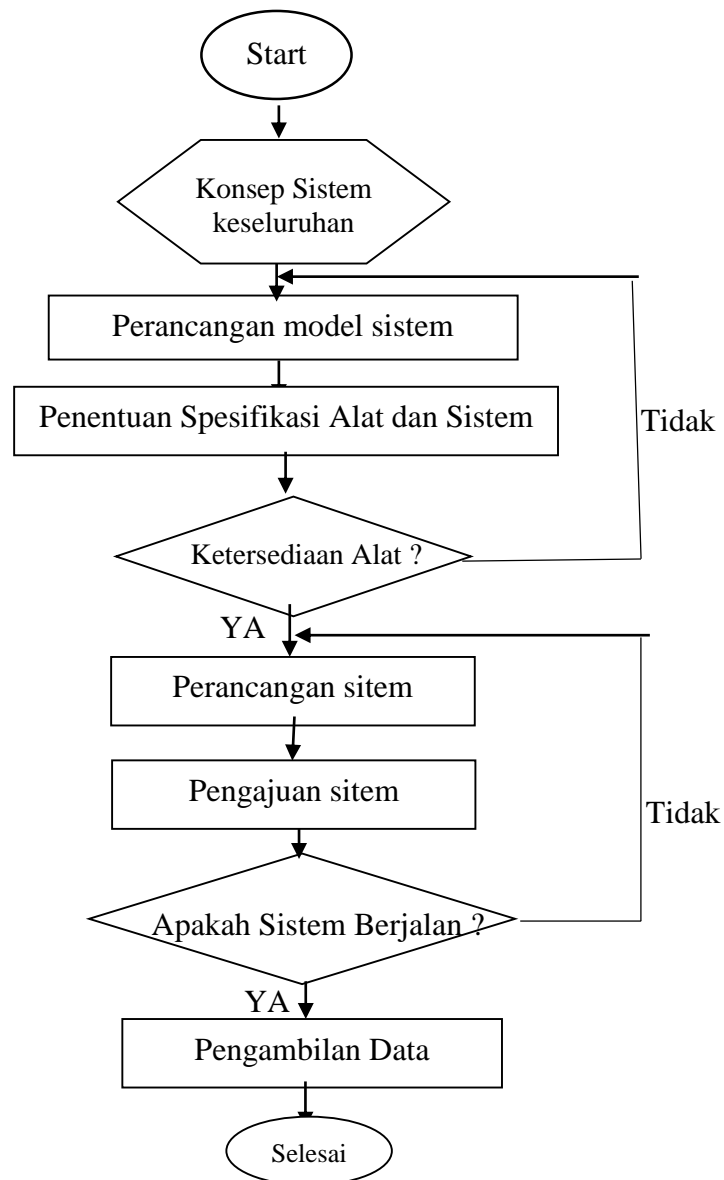 Start
Konsep Sistem
keseluruhan
Perancangan model sistem
Penentuan Spesifikasi Alat dan Sistem
Tidak
Ketersediaan Alat ?
YA
Perancangan sitem
Pengajuan sitem
Tidak
Apakah Sistem Berjalan ?
YA
Pengambilan Data
Selesai